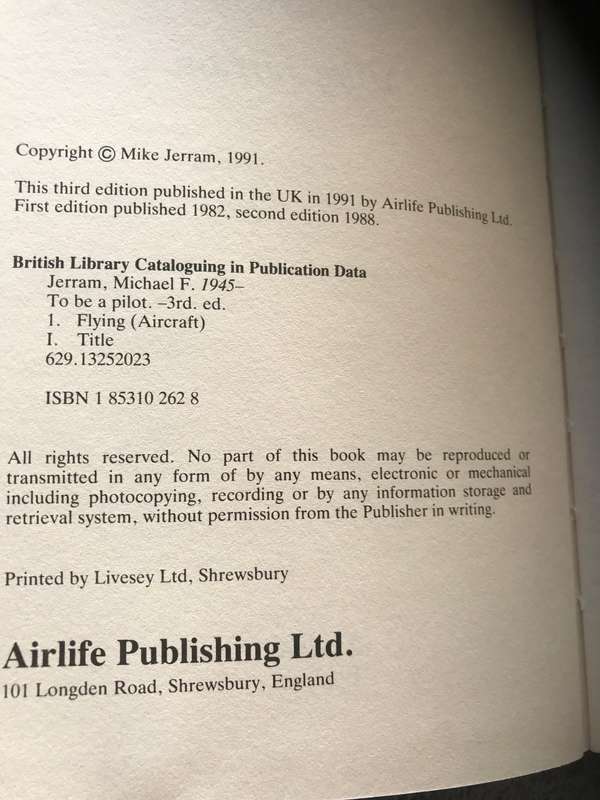 Copyright © Mike Jerram, 1991.
This third edition published in the UK in 1991 by Airlife Publishing Ltd.
First edition published 1982, second edition 1988.
British Library Cataloguing in Publication Data
Jerram, Michael F. 1945–
To be a pilot. –3rd. ed.
1. Flying (Aircraft)
I. Title
629.13252023
ISBN 1 85310 262 8
All rights reserved. No part of this book may be reproduced or
transmitted in any form of by any means, electronic or mechanical
including photocopying, recording or by any information storage and
retrieval system, without permission from the Publisher in writing.
Printed by Livesey Ltd, Shrewsbury
Airlife Publishing Ltd.
101 Longden Road, Shrewsbury, England